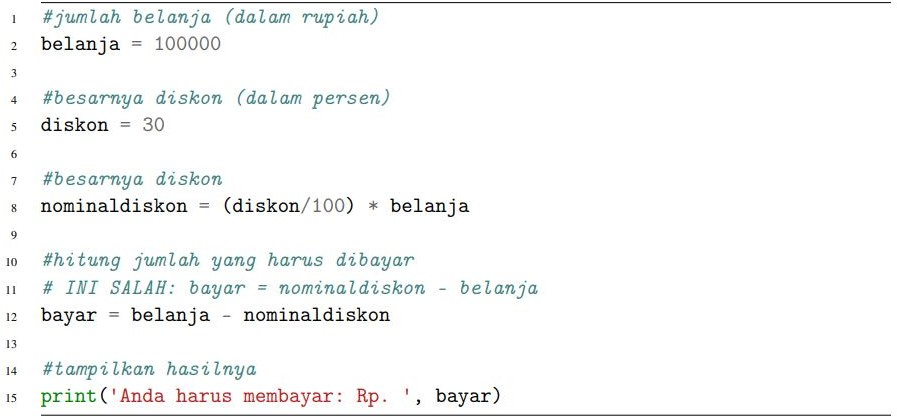 1 #jumlah belanja (dalam rupiah)
2 belanja = 100000
3
4 #besarnya diskon (dalam persen)
5 diskon = 30
6
7 #besarnya diskon
8 nominaldiskon = (diskon/100) * belanja
9
10 #hitung jumlah yang harus dibayar
11 # INI SALAH: bayar = nominaldiskon - belanja
12 bayar = belanja - nominaldiskon
13
14 #tampilkan hasilnya
15 print('Anda harus membayar: Rp. ', bayar)